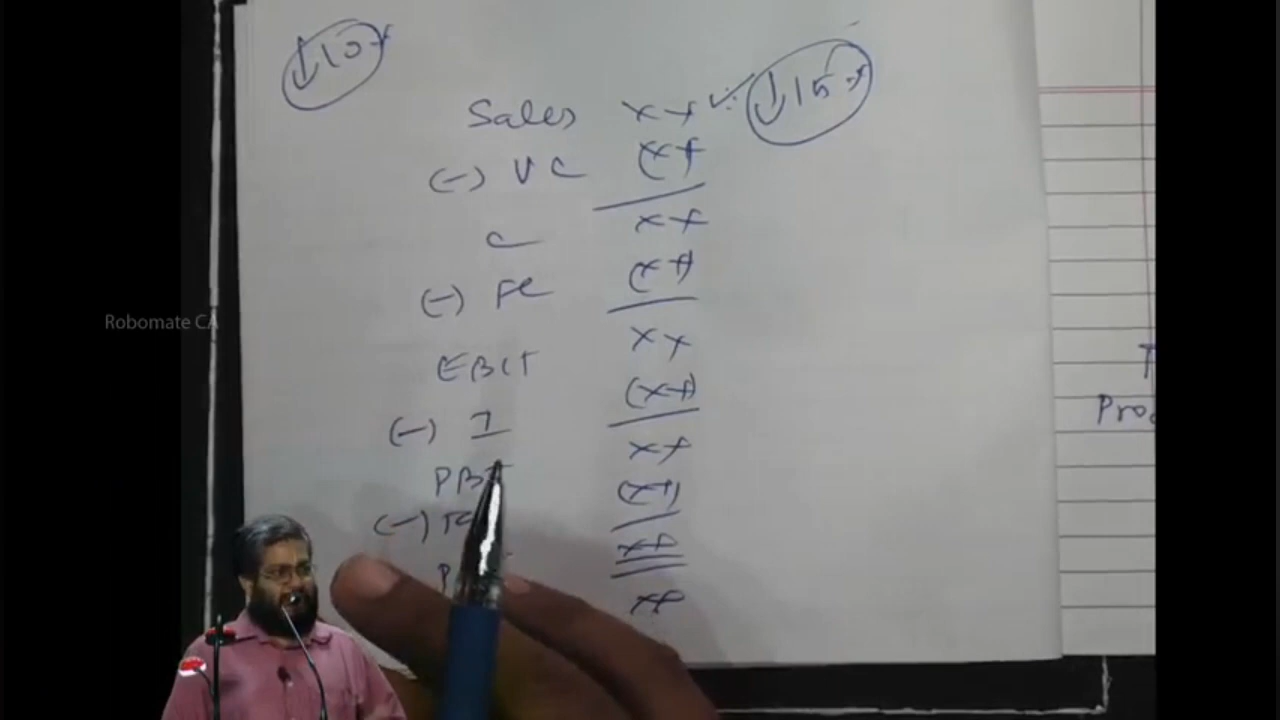 ↓10%
↓15%
Sales xx ✓
(-) VC (xx)
C xx
(-) FC (xx)
EBIT xx
(-) I (xx)
PBT xx
(-) (xx)
P xx
xx
Robomate CA
Proc